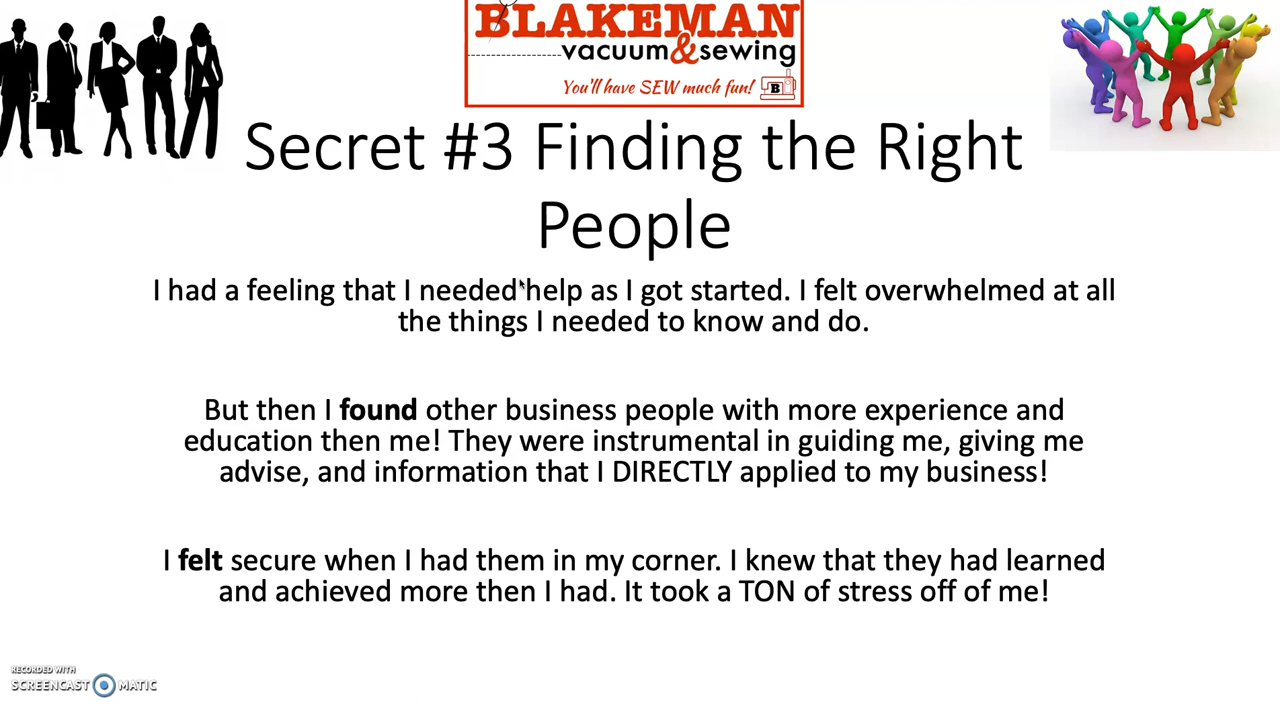 BLAKEMAN
vacuum&sewing
You'll have SEW much fun!
B
Secret #3 Finding the Right
People
I had a feeling that I needed help as I got started. I felt overwhelmed at all
the things I needed to know and do.
But then I found other business people with more experience and
education then me! They were instrumental in guiding me, giving me
advise, and information that I DIRECTLY applied to my business!
I felt secure when I had them in my corner. I knew that they had learned
and achieved more then I had. It took a TON of stress off of me!
RECORDED WITH
SCREENCAST MATIC